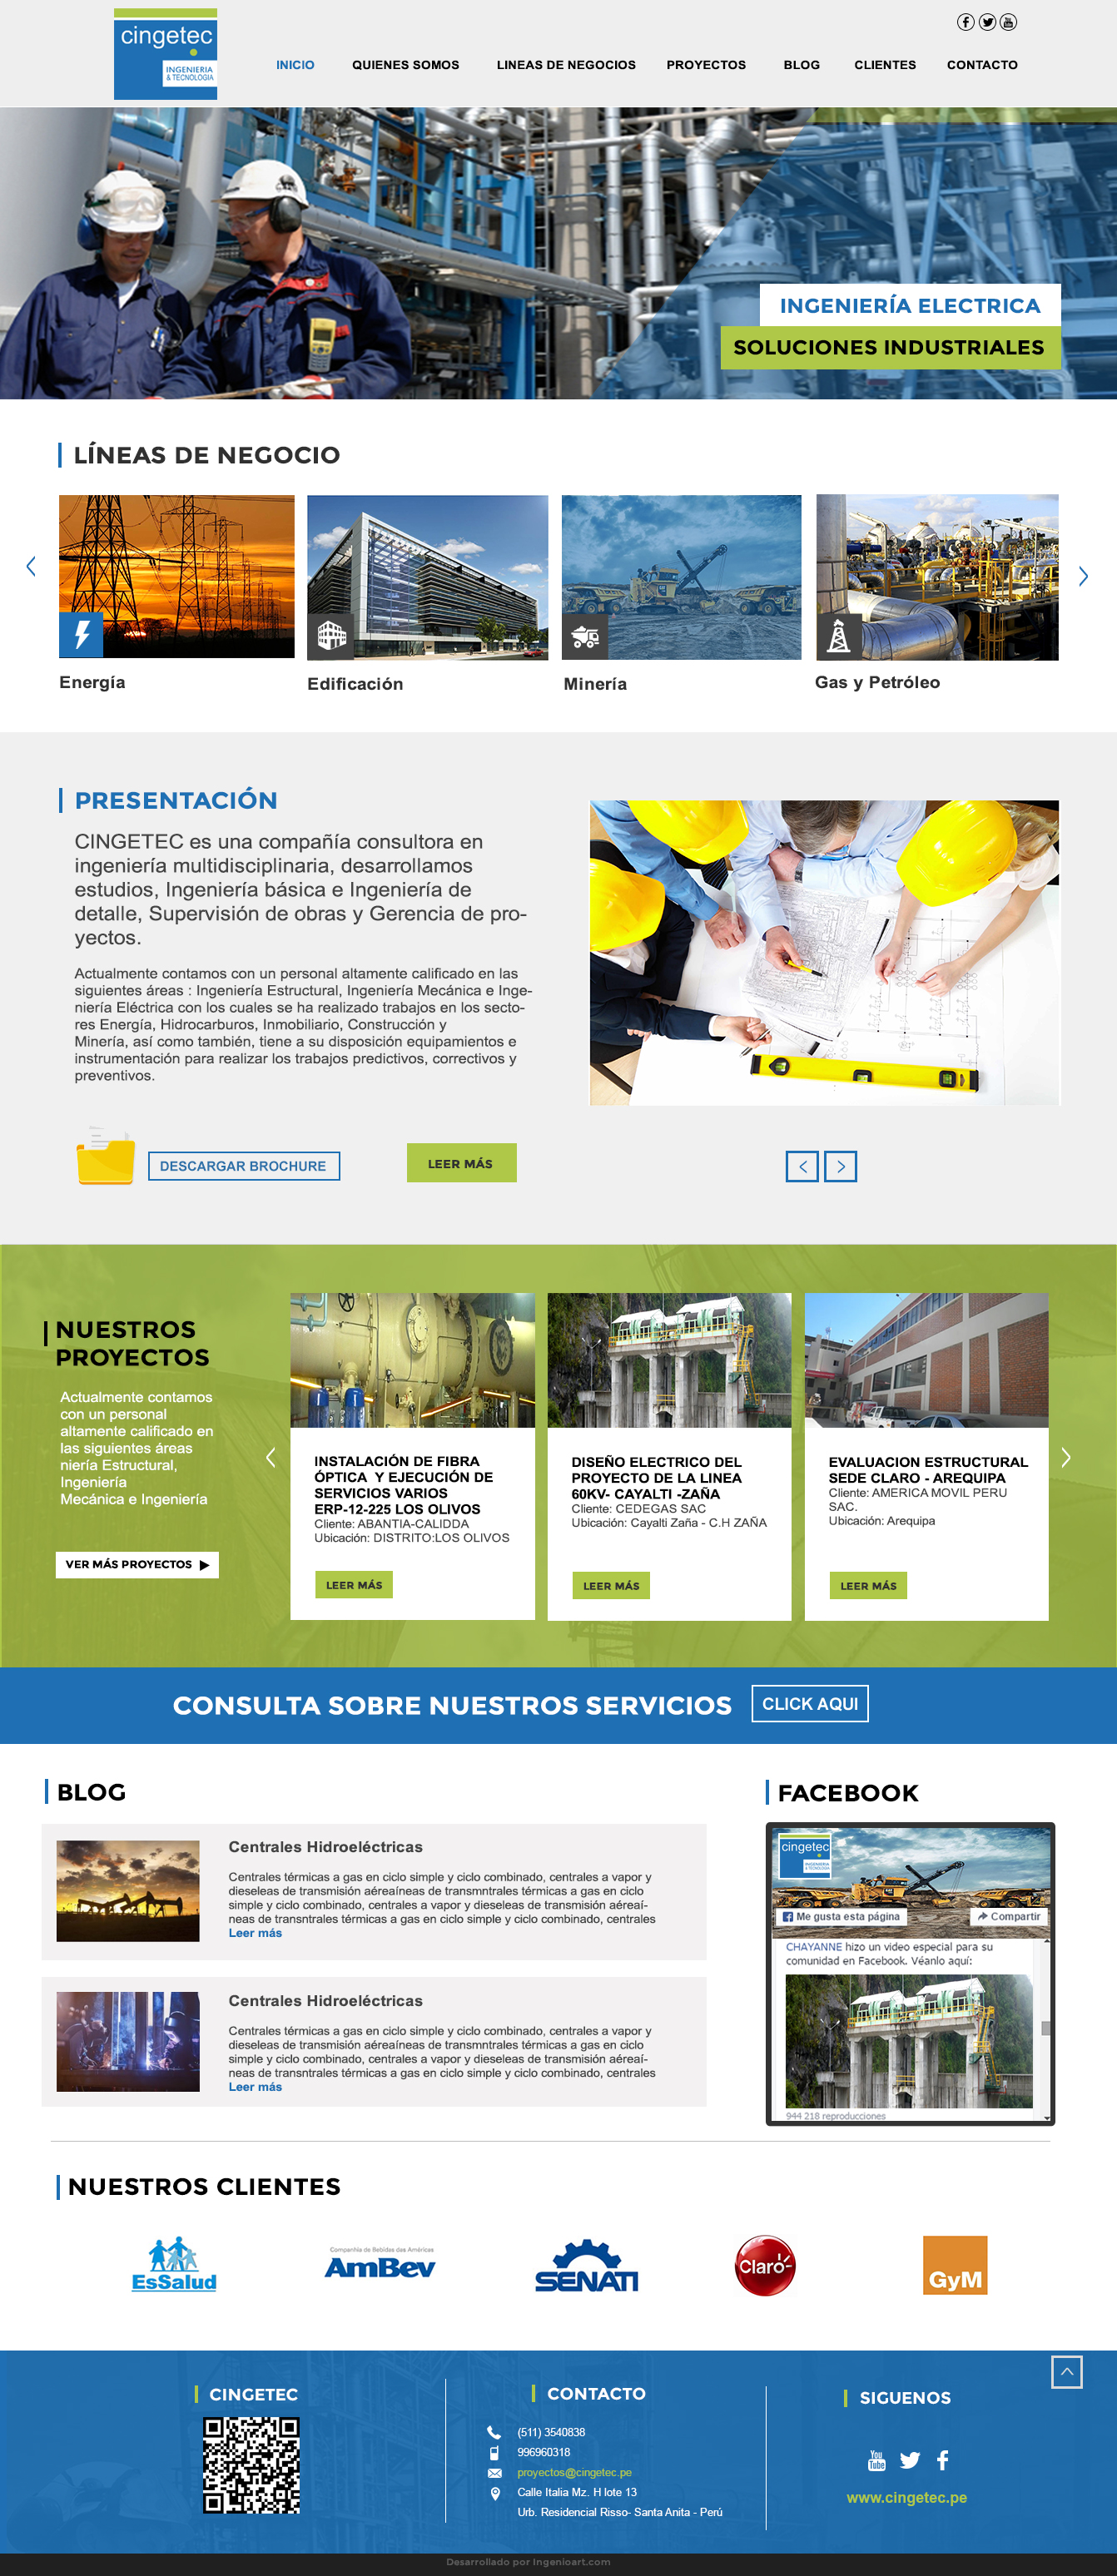 cingetec
INGENIERIA
& TECNOLOGIA
INICIO QUIENES SOMOS LINEAS DE NEGOCIOS PROYECTOS BLOG CLIENTES CONTACTO
INGENIERÍA ELECTRICA
SOLUCIONES INDUSTRIALES
LÍNEAS DE NEGOCIO
Energía
Edificación
Minería
Gas y Petróleo
PRESENTACIÓN
CINGETEC es una compañía consultora en
ingeniería multidisciplinaria, desarrollamos
estudios, Ingeniería básica e Ingeniería de
detalle, Supervisión de obras y Gerencia de pro-
yectos.
Actualmente contamos con un personal altamente calificado en las
siguientes áreas : Ingeniería Estructural, Ingeniería Mecánica e Inge-
niería Eléctrica con los cuales se ha realizado trabajos en los secto-
res Energía, Hidrocarburos, Inmobiliario, Construcción y
Minería, así como también, tiene a su disposición equipamientos e
instrumentación para realizar los trabajos predictivos, correctivos y
preventivos.
DESCARGAR BROCHURE
LEER MÁS
NUESTROS
PROYECTOS
Actualmente contamos
con un personal
altamente calificado en
las siguientes áreas
niería Estructural,
Ingeniería
Mecánica e Ingeniería
VER MÁS PROYECTOS
INSTALACIÓN DE FIBRA
ÓPTICA Y EJECUCIÓN DE
SERVICIOS VARIOS
ERP-12-225 LOS OLIVOS
Cliente: ABANTIA-CALIDDA
Ubicación: DISTRITO:LOS OLIVOS
LEER MÁS
DISEÑO ELECTRICO DEL
PROYECTO DE LA LINEA
60KV- CAYALTI -ZAÑA
Cliente: CEDEGAS SAC
Ubicación: Cayalti Zaña - C.H ZAÑA
LEER MÁS
EVALUACION ESTRUCTURAL
SEDE CLARO - AREQUIPA
Cliente: AMERICA MOVIL PERU
SAC.
Ubicación: Arequipa
LEER MÁS
CONSULTA SOBRE NUESTROS SERVICIOS
CLICK AQUI
BLOG
Centrales Hidroeléctricas
Centrales térmicas a gas en ciclo simple y ciclo combinado, centrales a vapor y
dieseleas de transmisión aéreaíneas de transmntrales térmicas a gas en ciclo
simple y ciclo combinado, centrales a vapor y dieseleas de transmisión aéreaí-
neas de transntrales térmicas a gas en ciclo simple y ciclo combinado, centrales
Leer más
Centrales Hidroeléctricas
Centrales térmicas a gas en ciclo simple y ciclo combinado, centrales a vapor y
dieseleas de transmisión aéreaíneas de transmntrales térmicas a gas en ciclo
simple y ciclo combinado, centrales a vapor y dieseleas de transmisión aéreaí-
neas de transntrales térmicas a gas en ciclo simple y ciclo combinado, centrales
Leer más
FACEBOOK
cingetec
INGENIERIA
& TECNOLOGIA
Me gusta esta página
Compartir
CHAYANNE hizo un video especial para su
comunidad en Facebook. Véanlo aquí:
944 218 reproducciones
NUESTROS CLIENTES
EsSalud
Companhia de Bebidas das Américas
AmBev
SENATI
Claro
GyM
CINGETEC
CONTACTO
(511) 3540838
996960318
proyectos@cingetec.pe
Calle Italia Mz. H lote 13
Urb. Residencial Risso- Santa Anita - Perú
SIGUENOS
You
Tube
www.cingetec.pe
Desarrollado por Ingenioart.com